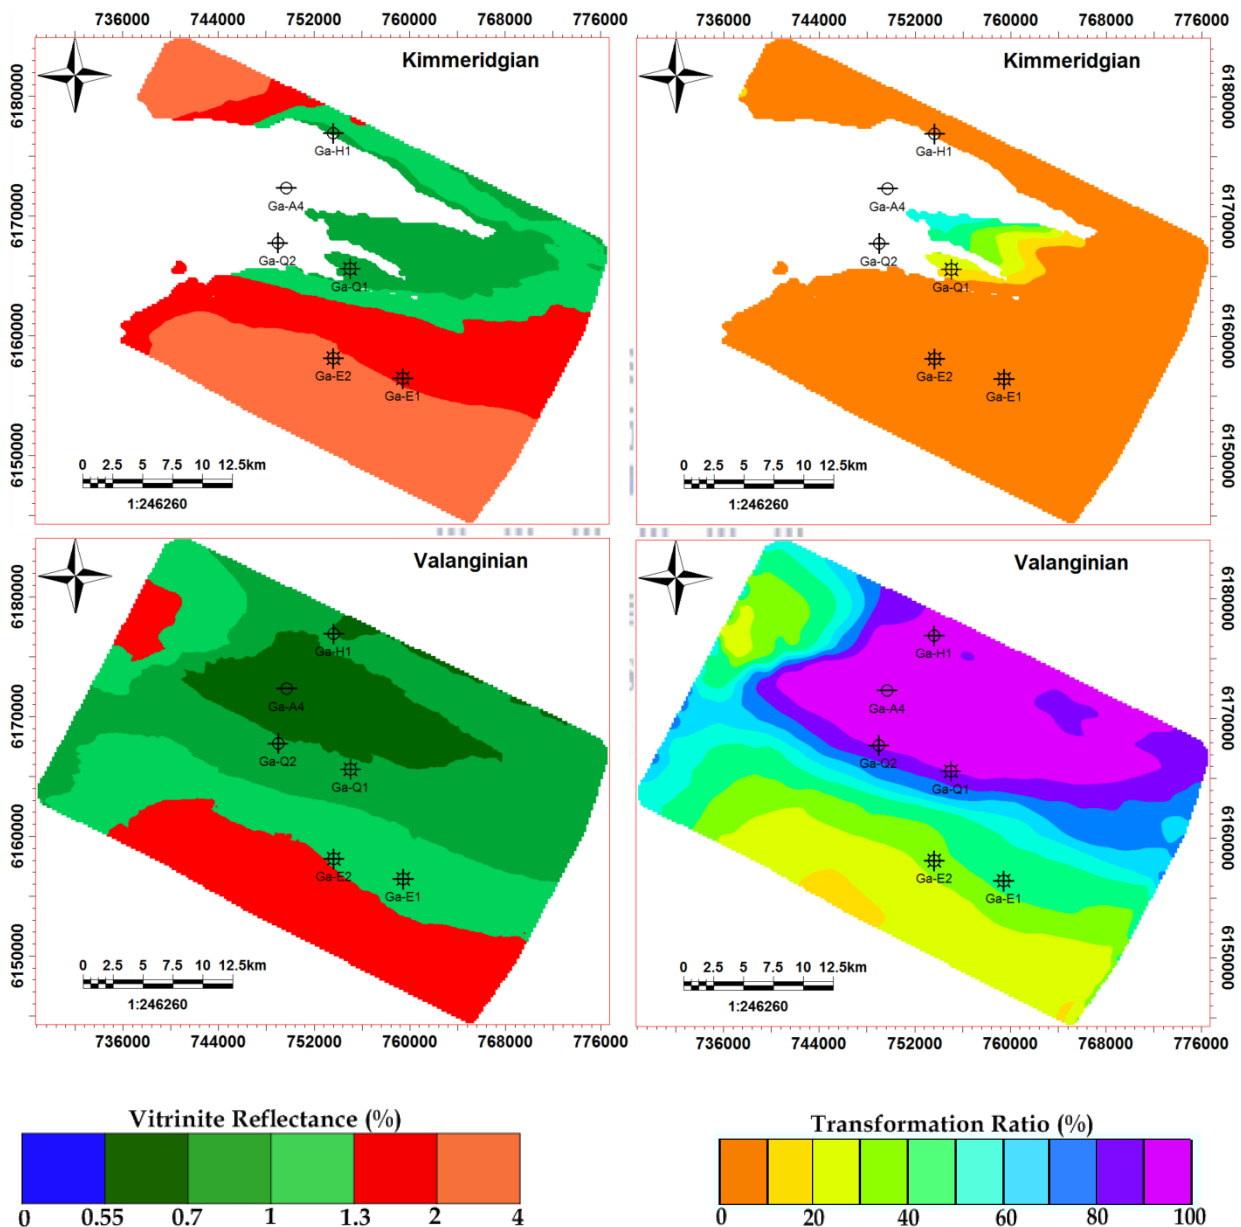 736000 744000 752000 760000 768000 776000
736000 744000 752000 760000 768000 776000
Kimmeridgian
6180000
6170000
6160000
6150000
Ga-H1
Ga-A4
Ga-Q2
Ga-Q1
Ga-E2
Ga-E1
0 2.5 5 7.5 10 12.5km
1:246260
Kimmeridgian
6180000
6170000
6160000
6150000
Ga-H1
Ga-A4
Ga-Q2
Ga-Q1
Ga-E2
Ga-E1
0 2.5 5 7.5 10 12.5km
1:246260
Valanginian
6180000
6170000
6160000
6150000
Ga-H1
Ga-A4
Ga-Q2
Ga-Q1
Ga-E2
Ga-E1
0 2.5 5 7.5 10 12.5km
1:246260
Valanginian
6180000
6170000
6160000
6150000
Ga-H1
Ga-A4
Ga-Q2
Ga-Q1
Ga-E2
Ga-E1
0 2.5 5 7.5 10 12.5km
1:246260
736000 744000 752000 760000 768000 776000
736000 744000 752000 760000 768000 776000
Vitrinite Reflectance (%)
0 0.55 0.7 1 1.3 2 4
Transformation Ratio (%)
0 20 40 60 80 100